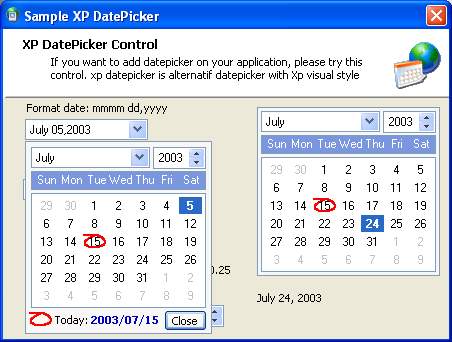 Sample XP DatePicker
XP DatePicker Control
If you want to add datepicker on your application, please try this
control. xp datepicker is alternatif datepicker with Xp visual style
Format date: mmmm dd,yyyy
July 05,2003
July 2003
Sun Mon Tue Wed Thu Fri Sat
29 30 1 2 3 4 5
6 7 8 9 10 11 12
13 14 15 16 17 18 19
20 21 22 23 24 25 26
27 28 29 30 31 1 2
3 4 5 6 7 8 9
Today: 2003/07/15 Close
0.25
July 2003
Sun Mon Tue Wed Thu Fri Sat
29 30 1 2 3 4 5
6 7 8 9 10 11 12
13 14 15 16 17 18 19
20 21 22 23 24 25 26
27 28 29 30 31 1 2
3 4 5 6 7 8 9
July 24, 2003